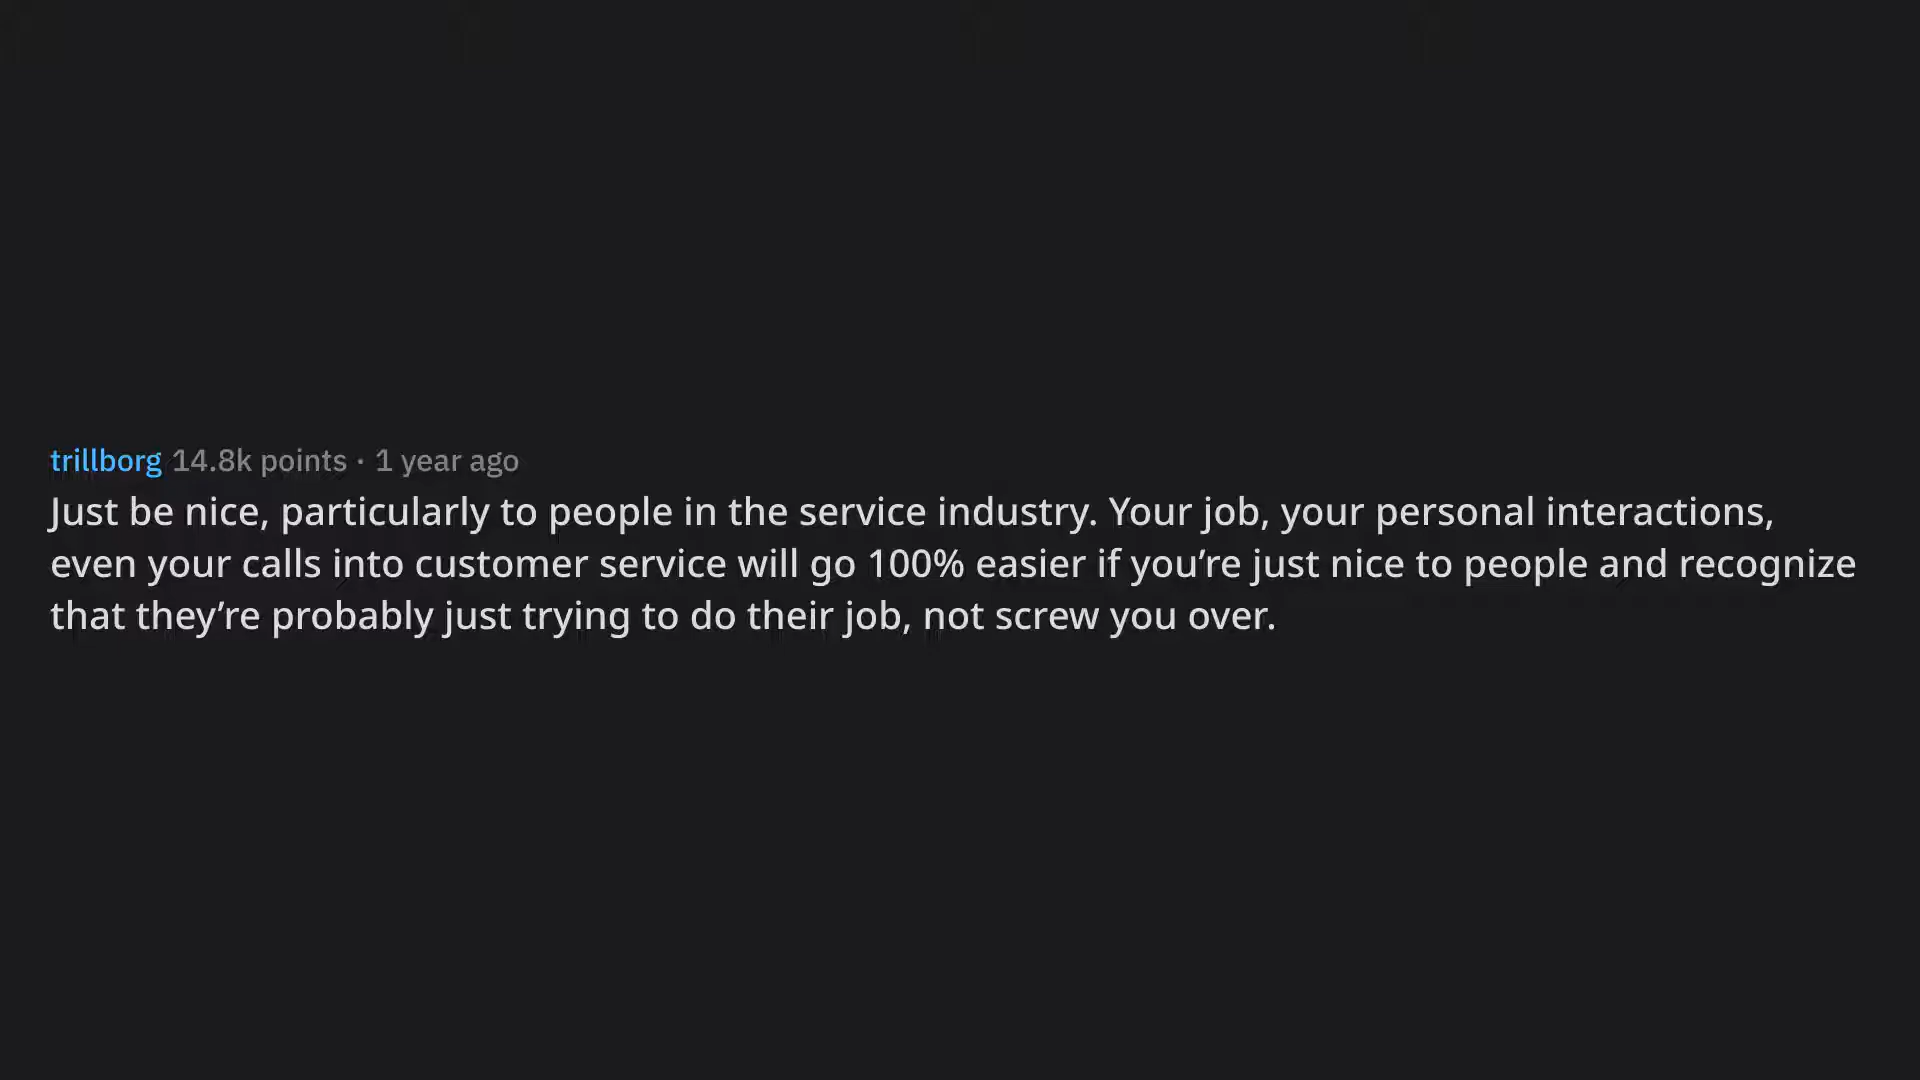 trillborg 14.8k points · 1 year ago
Just be nice, particularly to people in the service industry. Your job, your personal interactions,
even your calls into customer service will go 100% easier if you’re just nice to people and recognize
that they’re probably just trying to do their job, not screw you over.